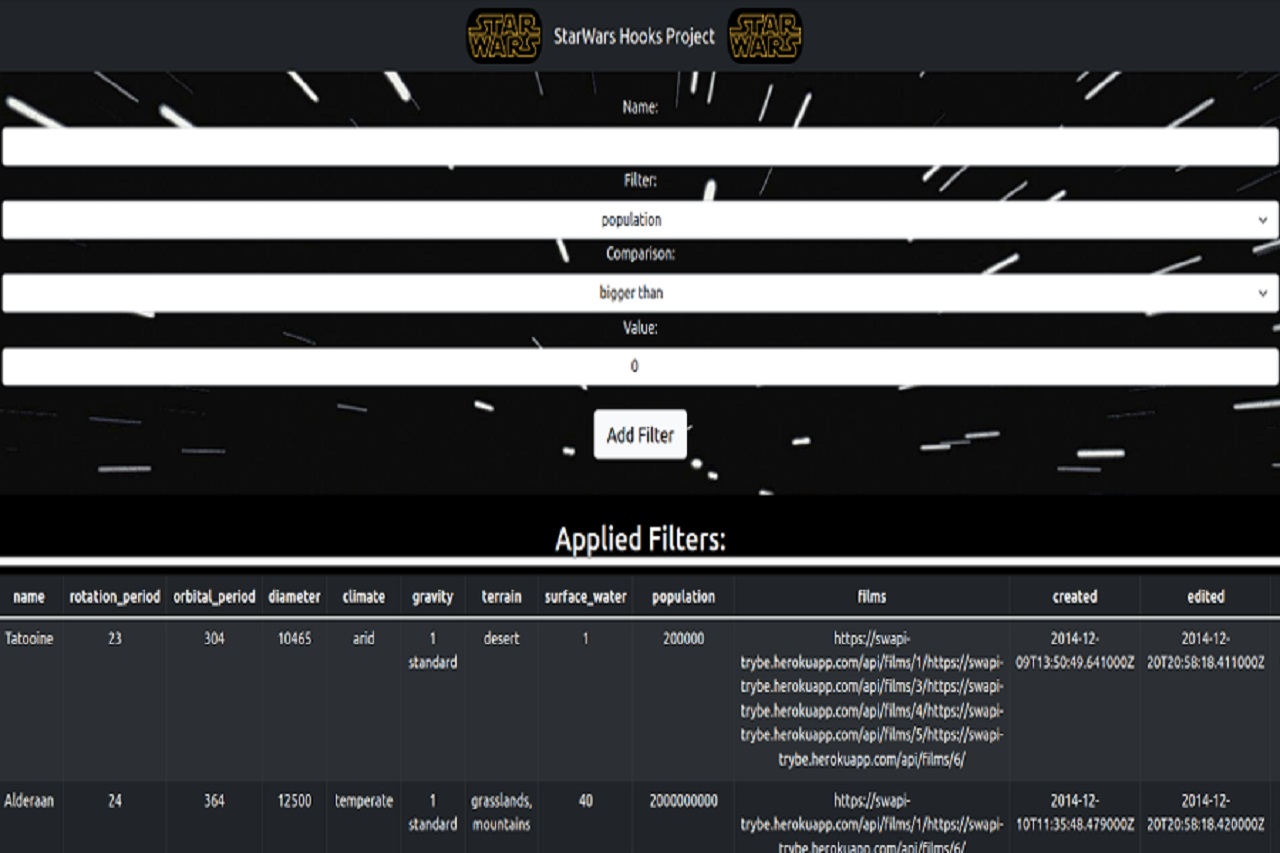 STAR WARS StarWars Hooks Project STAR WARS
Name:
Filter:
population
Comparison:
bigger than
Value:
0
Add Filter
Applied Filters:
name rotation_period orbital_period diameter climate gravity terrain surface_water population films created edited
Tatooine 23 304 10465 arid 1 desert 1 200000 https://swapi- 2014-12- 2014-12-
standard trybe.herokuapp.com/api/films/1/https://swapi- 09T13:50:49.641000Z 20T20:58:18.411000Z
trybe.herokuapp.com/api/films/3/https://swapi-
trybe.herokuapp.com/api/films/4/https://swapi-
trybe.herokuapp.com/api/films/5/https://swapi-
trybe.herokuapp.com/api/films/6/
Alderaan 24 364 12500 temperate 1 grasslands, 40 2000000000 https://swapi- 2014-12- 2014-12-
standard mountains trybe.herokuapp.com/api/films/1/https://swapi- 10T11:35:48.479000Z 20T20:58:18.420000Z
trybe.herokuapp.com/api/films/6/